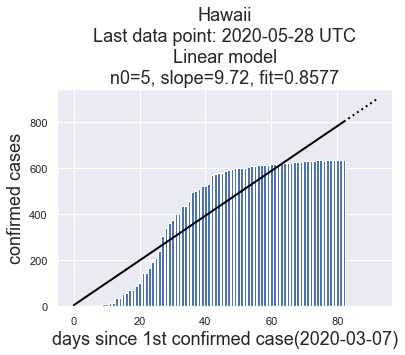 Hawaii
Last data point: 2020-05-28 UTC
Linear model
n0=5, slope=9.72, fit=0.8577
confirmed cases
800
600
400
200
0
0 20 40 60 80
days since 1st confirmed case(2020-03-07)